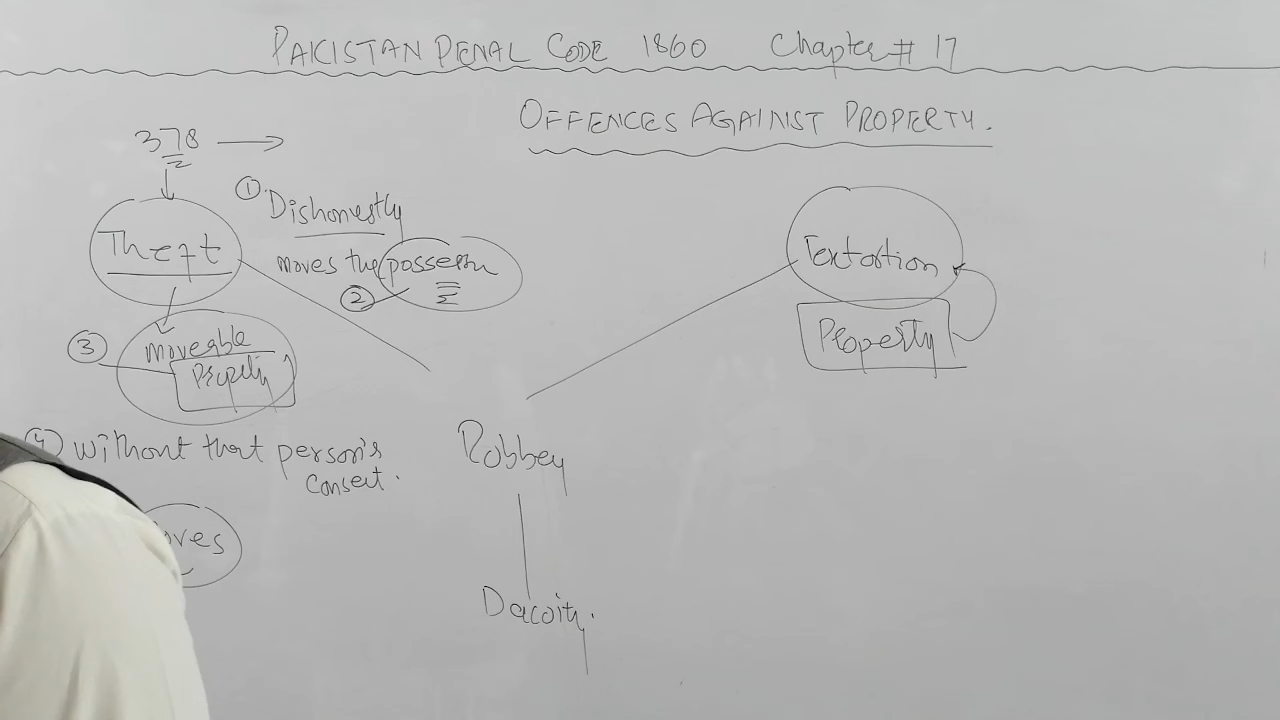 PAKISTAN PENAL CODE 1860 Chapter # 17
OFFENCES AGAINST PROPERTY.
378
Theft
① Dishonestly
moves the possession
②
③ moveable
Property
④ without that person's
consent.
Extortion
Property
Robbey
Dacoity.